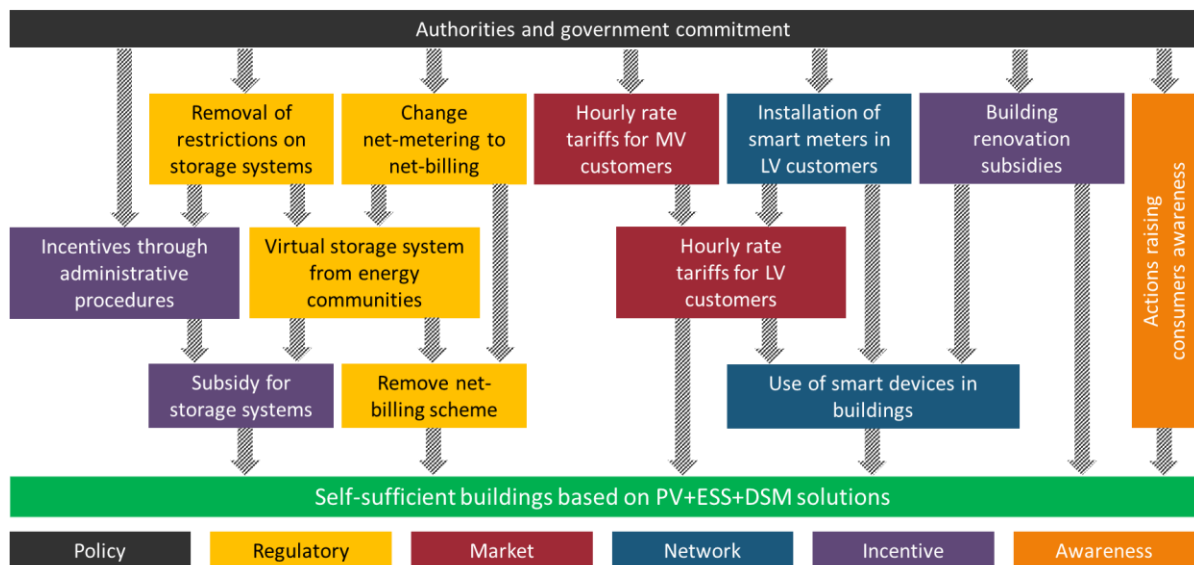 Authorities and government commitment
Removal of
restrictions on
storage systems
Change
net-metering to
net-billing
Hourly rate
tariffs for MV
customers
Installation of
smart meters in
LV customers
Building
renovation
subsidies
Actions raising
consumers awareness
Incentives through
administrative
procedures
Virtual storage system
from energy
communities
Hourly rate
tariffs for LV
customers
Subsidy for
storage systems
Remove net-
billing scheme
Use of smart devices in
buildings
Self-sufficient buildings based on PV+ESS+DSM solutions
Policy
Regulatory
Market
Network
Incentive
Awareness